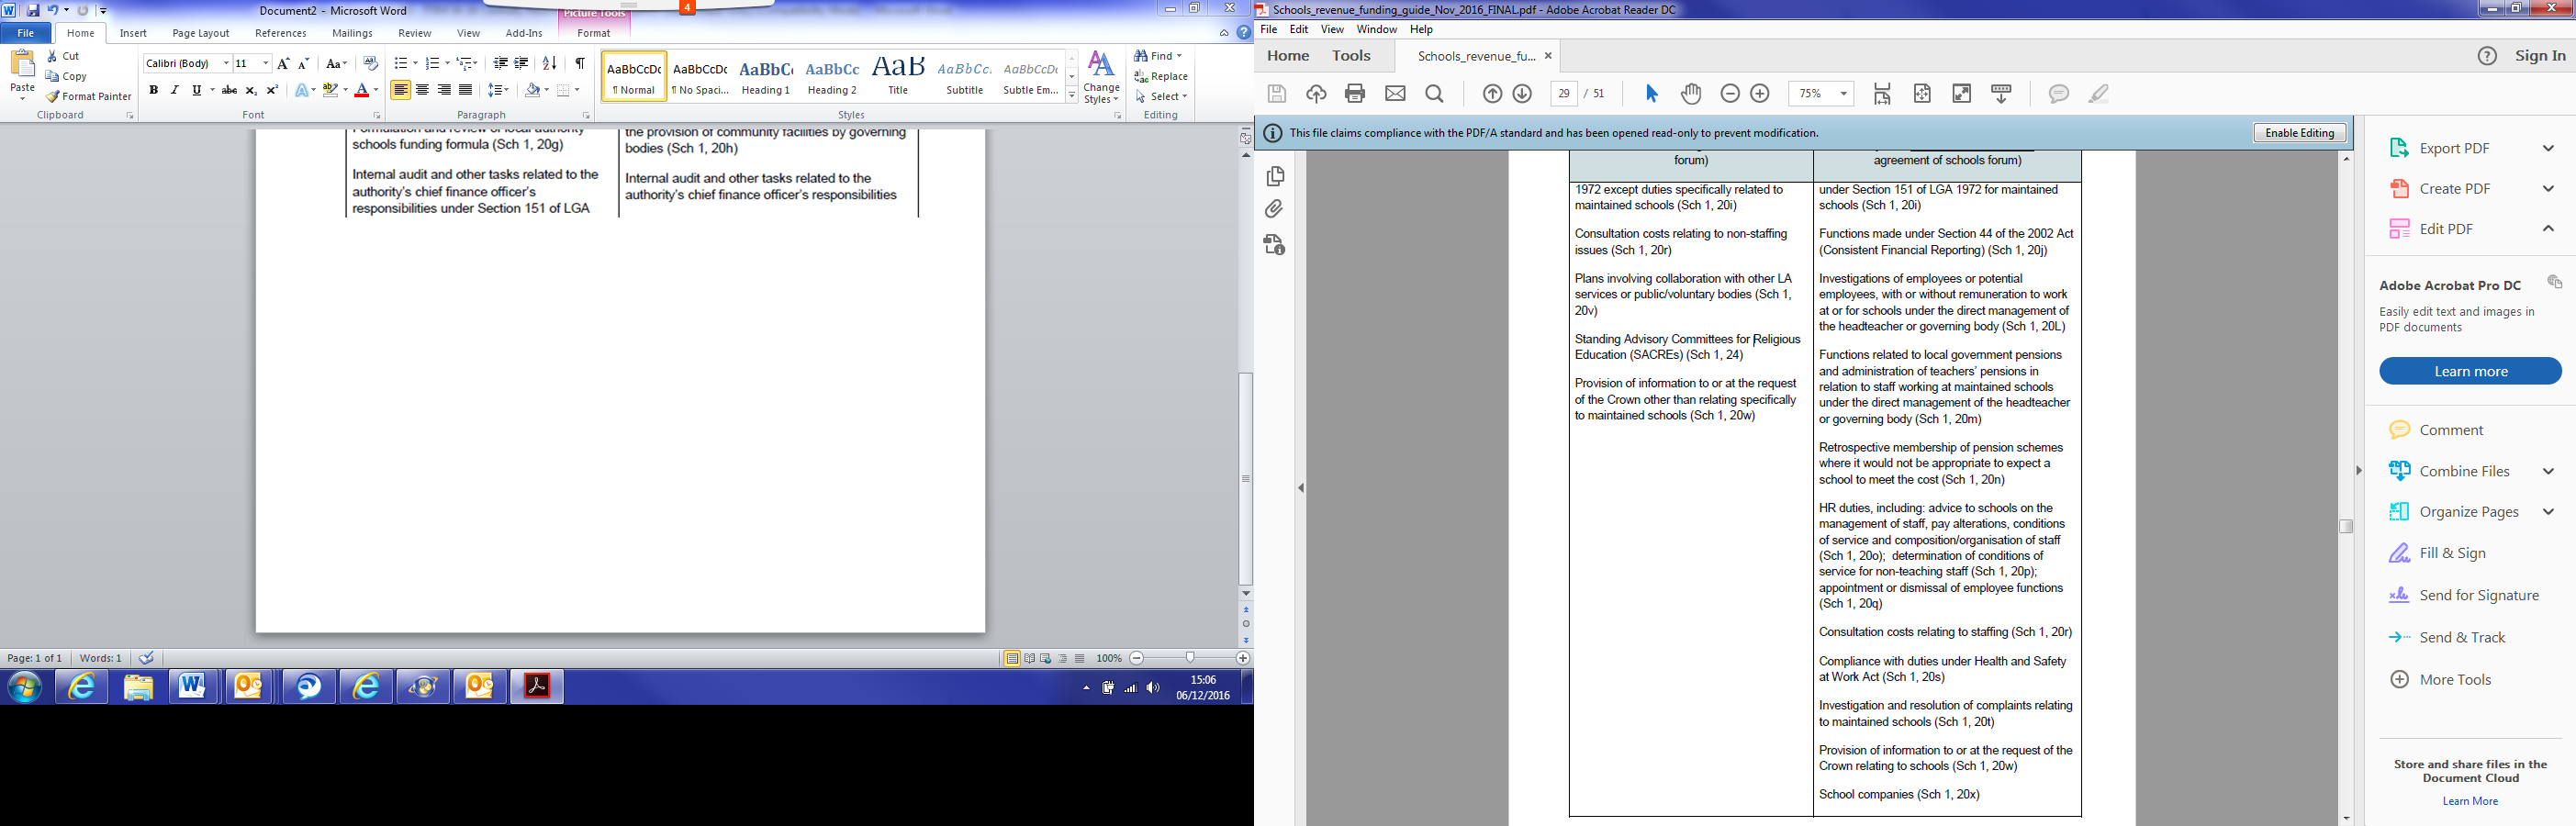 Document2 - Microsoft Word
Picture Tools
4
File Home Insert Page Layout References Mailings Review View Add-Ins Format
Paste
Cut
Copy
Format Painter
Clipboard
Calibri (Body) 11
Font
Paragraph
AaBbCcDc AaBbCcDc AaBbC AaBbCc AaB AaBbCc. AaBbCcDc
¶ Normal ¶ No Spaci... Heading 1 Heading 2 Title Subtitle Subtle Em...
Change
Styles
Styles
Find
Replace
Select
Editing
Formulation and review of local authority
schools funding formula (Sch 1, 20g)
Internal audit and other tasks related to the
authority's chief finance officer's
responsibilities under Section 151 of LGA
the provision of community facilities by governing
bodies (Sch 1, 20h)
Internal audit and other tasks related to the
authority's chief finance officer's responsibilities
Page: 1 of 1 Words: 1
100%
15:06
06/12/2016
Schools_revenue_funding_guide_Nov_2016_FINAL.pdf - Adobe Acrobat Reader DC
File Edit View Window Help
Home Tools Schools_revenue_fu... × Sign In
29 / 51 75%
This file claims compliance with the PDF/A standard and has been opened read-only to prevent modification.
Enable Editing
forum)
1972 except duties specifically related to
maintained schools (Sch 1, 20i)
Consultation costs relating to non-staffing
issues (Sch 1, 20r)
Plans involving collaboration with other LA
services or public/voluntary bodies (Sch 1,
20v)
Standing Advisory Committees for Religious
Education (SACREs) (Sch 1, 24)
Provision of information to or at the request
of the Crown other than relating specifically
to maintained schools (Sch 1, 20w)
agreement of schools forum)
under Section 151 of LGA 1972 for maintained
schools (Sch 1, 20i)
Functions made under Section 44 of the 2002 Act
(Consistent Financial Reporting) (Sch 1, 20j)
Investigations of employees or potential
employees, with or without remuneration to work
at or for schools under the direct management of
the headteacher or governing body (Sch 1, 20L)
Functions related to local government pensions
and administration of teachers' pensions in
relation to staff working at maintained schools
under the direct management of the headteacher
or governing body (Sch 1, 20m)
Retrospective membership of pension schemes
where it would not be appropriate to expect a
school to meet the cost (Sch 1, 20n)
HR duties, including: advice to schools on the
management of staff, pay alterations, conditions
of service and composition/organisation of staff
(Sch 1, 20o); determination of conditions of
service for non-teaching staff (Sch 1, 20p);
appointment or dismissal of employee functions
(Sch 1, 20q)
Consultation costs relating to staffing (Sch 1, 20r)
Compliance with duties under Health and Safety
at Work Act (Sch 1, 20s)
Investigation and resolution of complaints relating
to maintained schools (Sch 1, 20t)
Provision of information to or at the request of the
Crown relating to schools (Sch 1, 20w)
School companies (Sch 1, 20x)
Export PDF
Create PDF
Edit PDF
Adobe Acrobat Pro DC
Easily edit text and images in
PDF documents
Learn more
Comment
Combine Files
Organize Pages
Fill & Sign
Send for Signature
Send & Track
More Tools
Store and share files in the
Document Cloud
Learn More